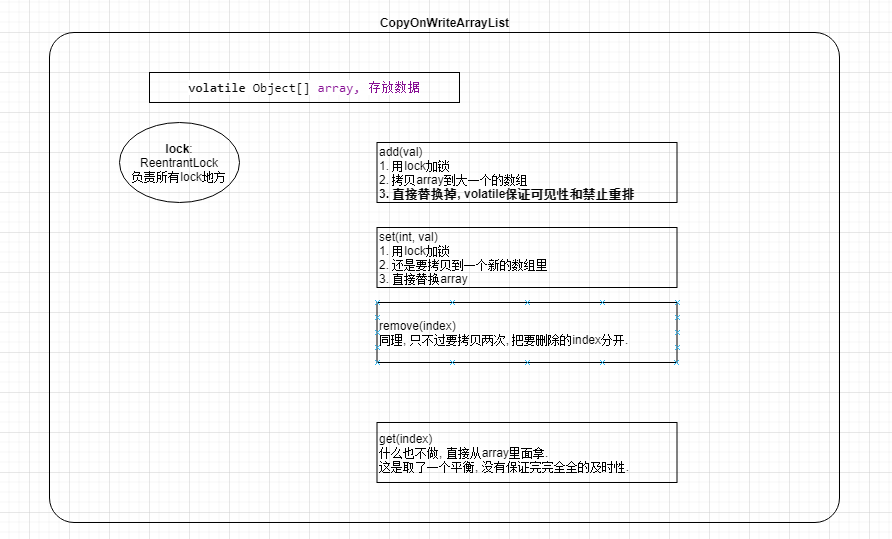 CopyOnWriteArrayList
volatile Object[] array, 存放数据
lock:
ReentrantLock
负责所有lock地方
add(val)
1. 用lock加锁
2. 拷贝array到大一个的数组
3. 直接替换掉, volatile保证可见性和禁止重排
set(int, val)
1. 用lock加锁
2. 还是要拷贝到一个新的数组里
3. 直接替换array
remove(index)
同理, 只不过要拷贝两次, 把要删除的index分开.
get(index)
什么也不做, 直接从array里面拿.
这是取了一个平衡, 没有保证完完全全的及时性.